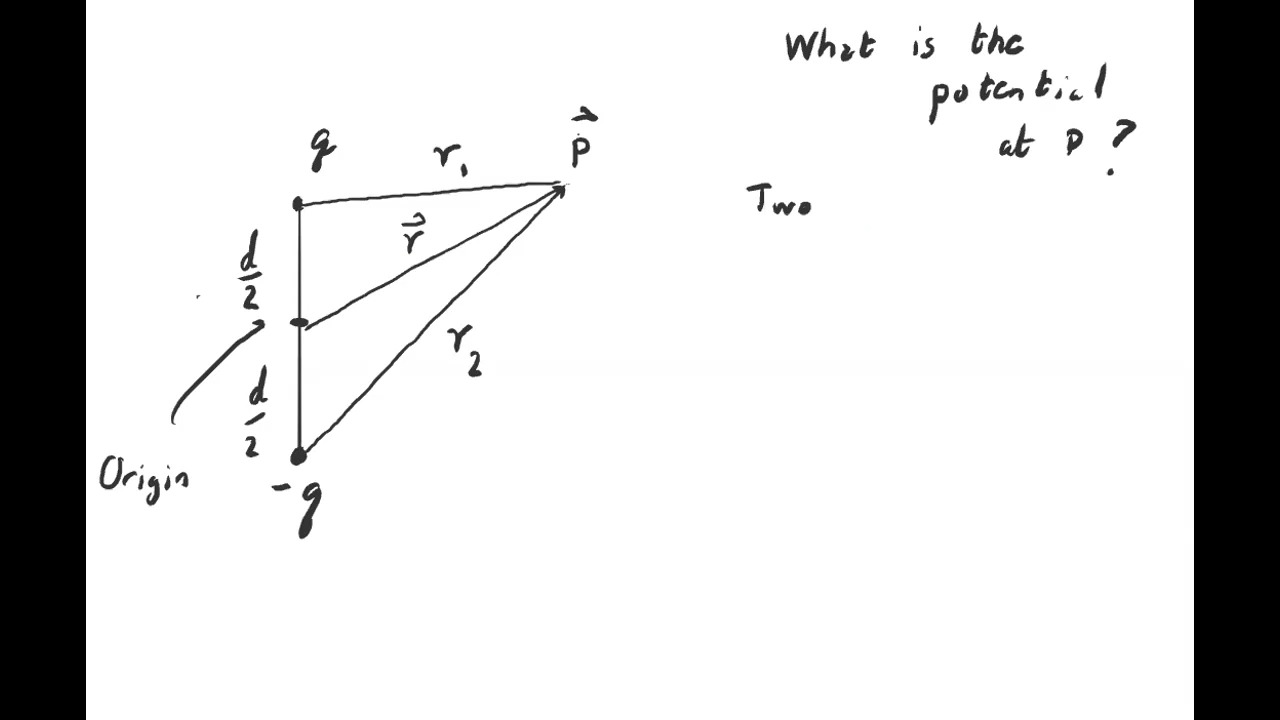 What is the
potential
at P ?
Two
q
r₁
p⃗
r⃗
d/2
r₂
d/2
Origin
-q